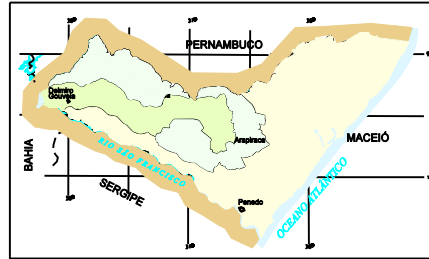 PERNAMBUCO
Delmiro
Gouveia
Arapiraca
MACEIÓ
BAHIA
RIO SÃO FRANCISCO
SERGIPE
Penedo
OCEANO ATLÂNTICO